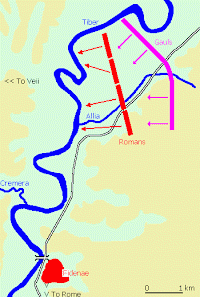 Tiber
Gauls
<< To Veii
Allia
Romans
Cremera
Fidenae
V To Rome
0 1 km